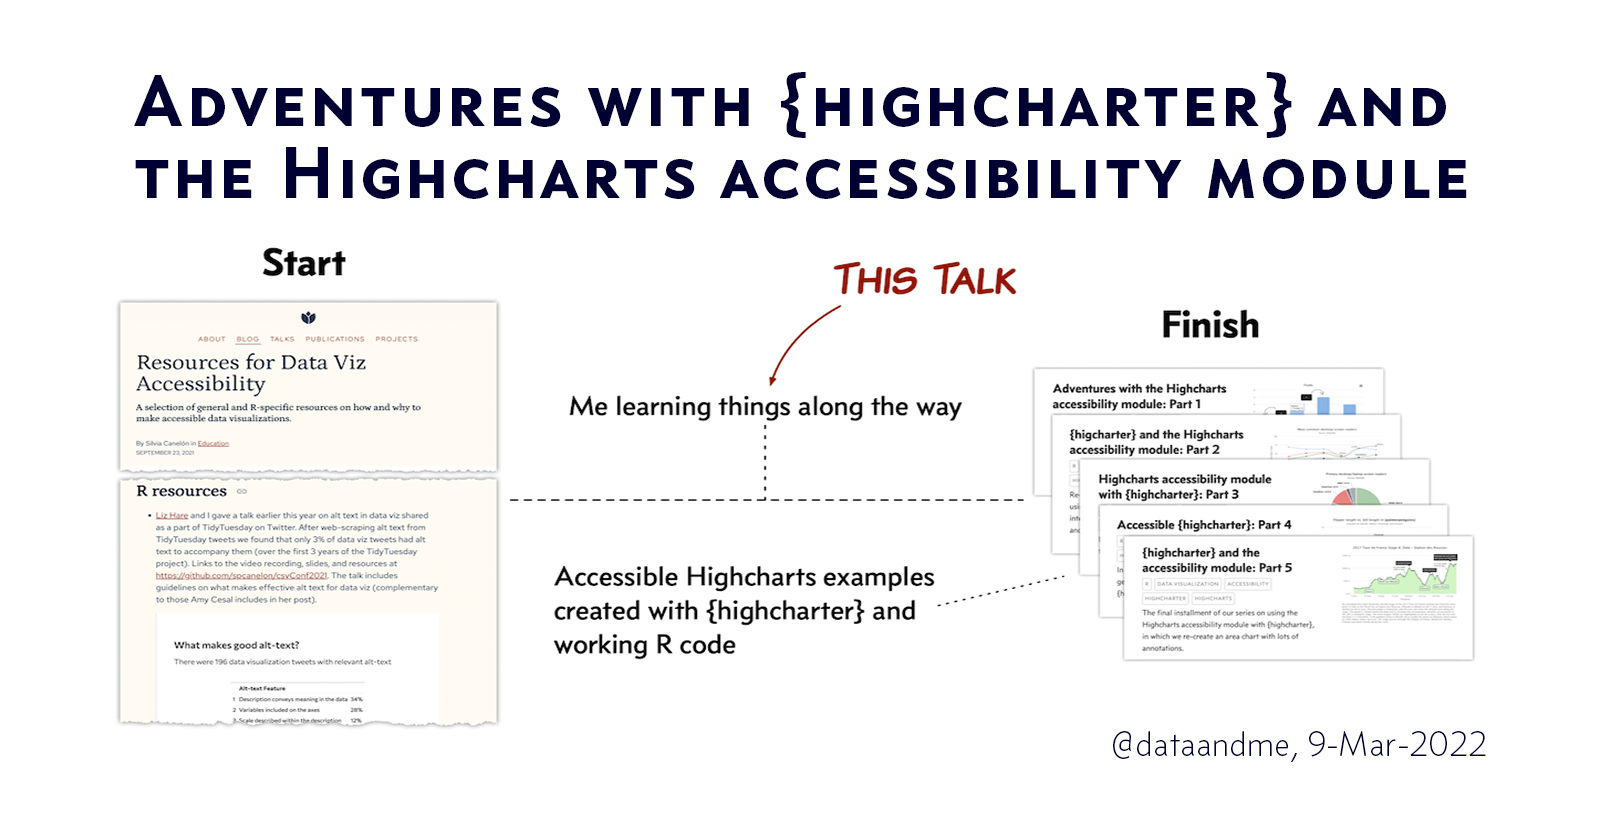 ADVENTURES WITH {HIGHCHARTER} AND
THE HIGHCHARTS ACCESSIBILITY MODULE
Start
ABOUT BLOG TALKS PUBLICATIONS PROJECTS
Resources for Data Viz
Accessibility
A selection of general and R-specific resources on how and why to
make accessible data visualizations.
By Silvia Canelón in Education
SEPTEMBER 23, 2021
R resources
Liz Hare and I gave a talk earlier this year on alt text in data viz shared
as a part of TidyTuesday on Twitter. After web-scraping alt text from
TidyTuesday tweets we found that only 3% of data viz tweets had alt
text to accompany them (over the first 3 years of the TidyTuesday
project). Links to the video recording, slides, and resources at
https://github.com/spcanelon/csvConf2021. The talk includes
guidelines on what makes effective alt text for data viz (complementary
to those Amy Cesal includes in her post).
What makes good alt-text?
There were 196 data visualization tweets with relevant alt-text
Alt-text Feature
1 Description conveys meaning in the data 34%
2 Variables included on the axes 28%
3 Scale described within the description 12%
THIS TALK
Me learning things along the way
Accessible Highcharts examples
created with {highcharter} and
working R code
Finish
Adventures with the Highcharts
accessibility module: Part 1
{higcharter} and the Highcharts
accessibility module: Part 2
Highcharts accessibility module
with {highcharter}: Part 3
Accessible {highcharter}: Part 4
{highcharter} and the
accessibility module: Part 5
R DATA VISUALIZATION ACCESSIBILITY
HIGHCHARTER HIGHCHARTS
The final installment of our series on using the
Highcharts accessibility module with {highcharter},
in which we re-create an area chart with lots of
annotations.
@dataandme, 9-Mar-2022